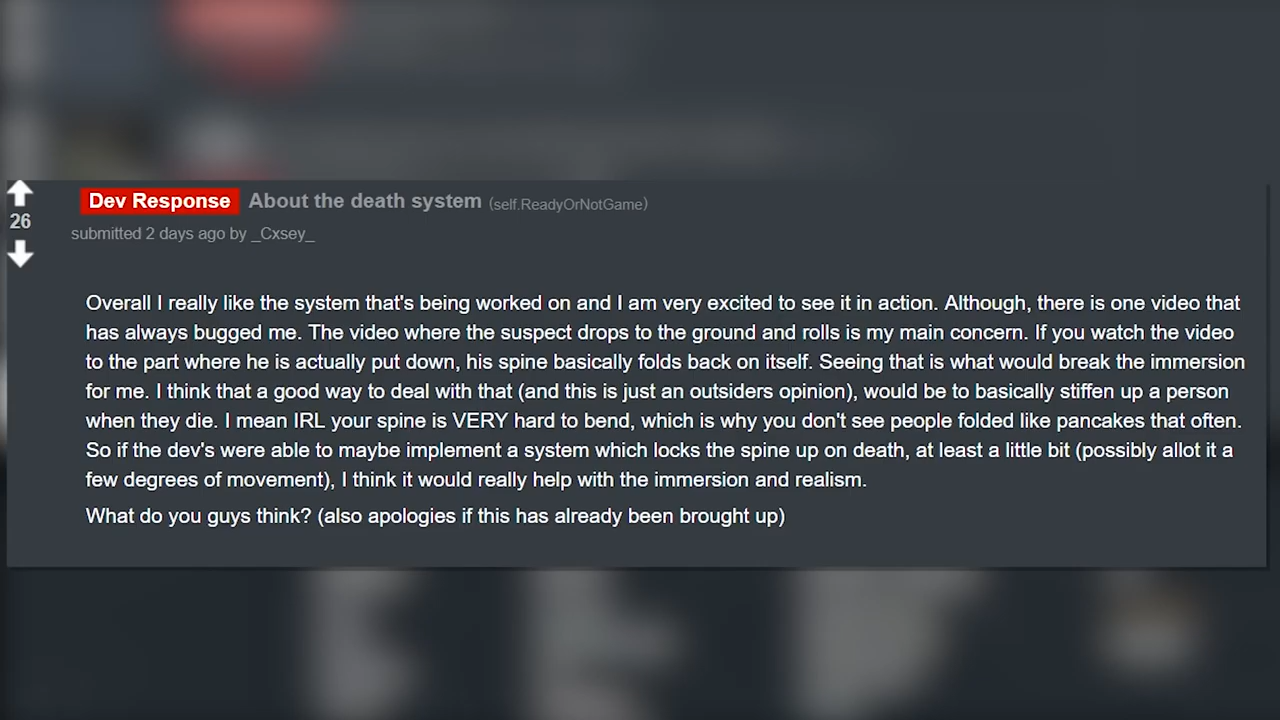 Dev Response About the death system (self.ReadyOrNotGame)
26
submitted 2 days ago by _Cxsey_
Overall I really like the system that's being worked on and I am very excited to see it in action. Although, there is one video that
has always bugged me. The video where the suspect drops to the ground and rolls is my main concern. If you watch the video
to the part where he is actually put down, his spine basically folds back on itself. Seeing that is what would break the immersion
for me. I think that a good way to deal with that (and this is just an outsiders opinion), would be to basically stiffen up a person
when they die. I mean IRL your spine is VERY hard to bend, which is why you don't see people folded like pancakes that often.
So if the dev's were able to maybe implement a system which locks the spine up on death, at least a little bit (possibly allot it a
few degrees of movement), I think it would really help with the immersion and realism.
What do you guys think? (also apologies if this has already been brought up)